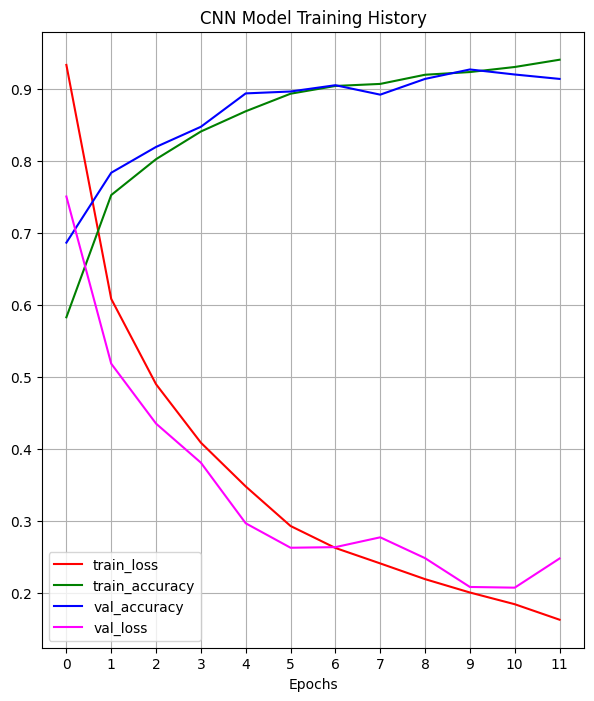 CNN Model Training History
0.9
0.8
0.7
0.6
0.5
0.4
0.3
0.2
train_loss
train_accuracy
val_accuracy
val_loss
0 1 2 3 4 5 6 7 8 9 10 11
Epochs